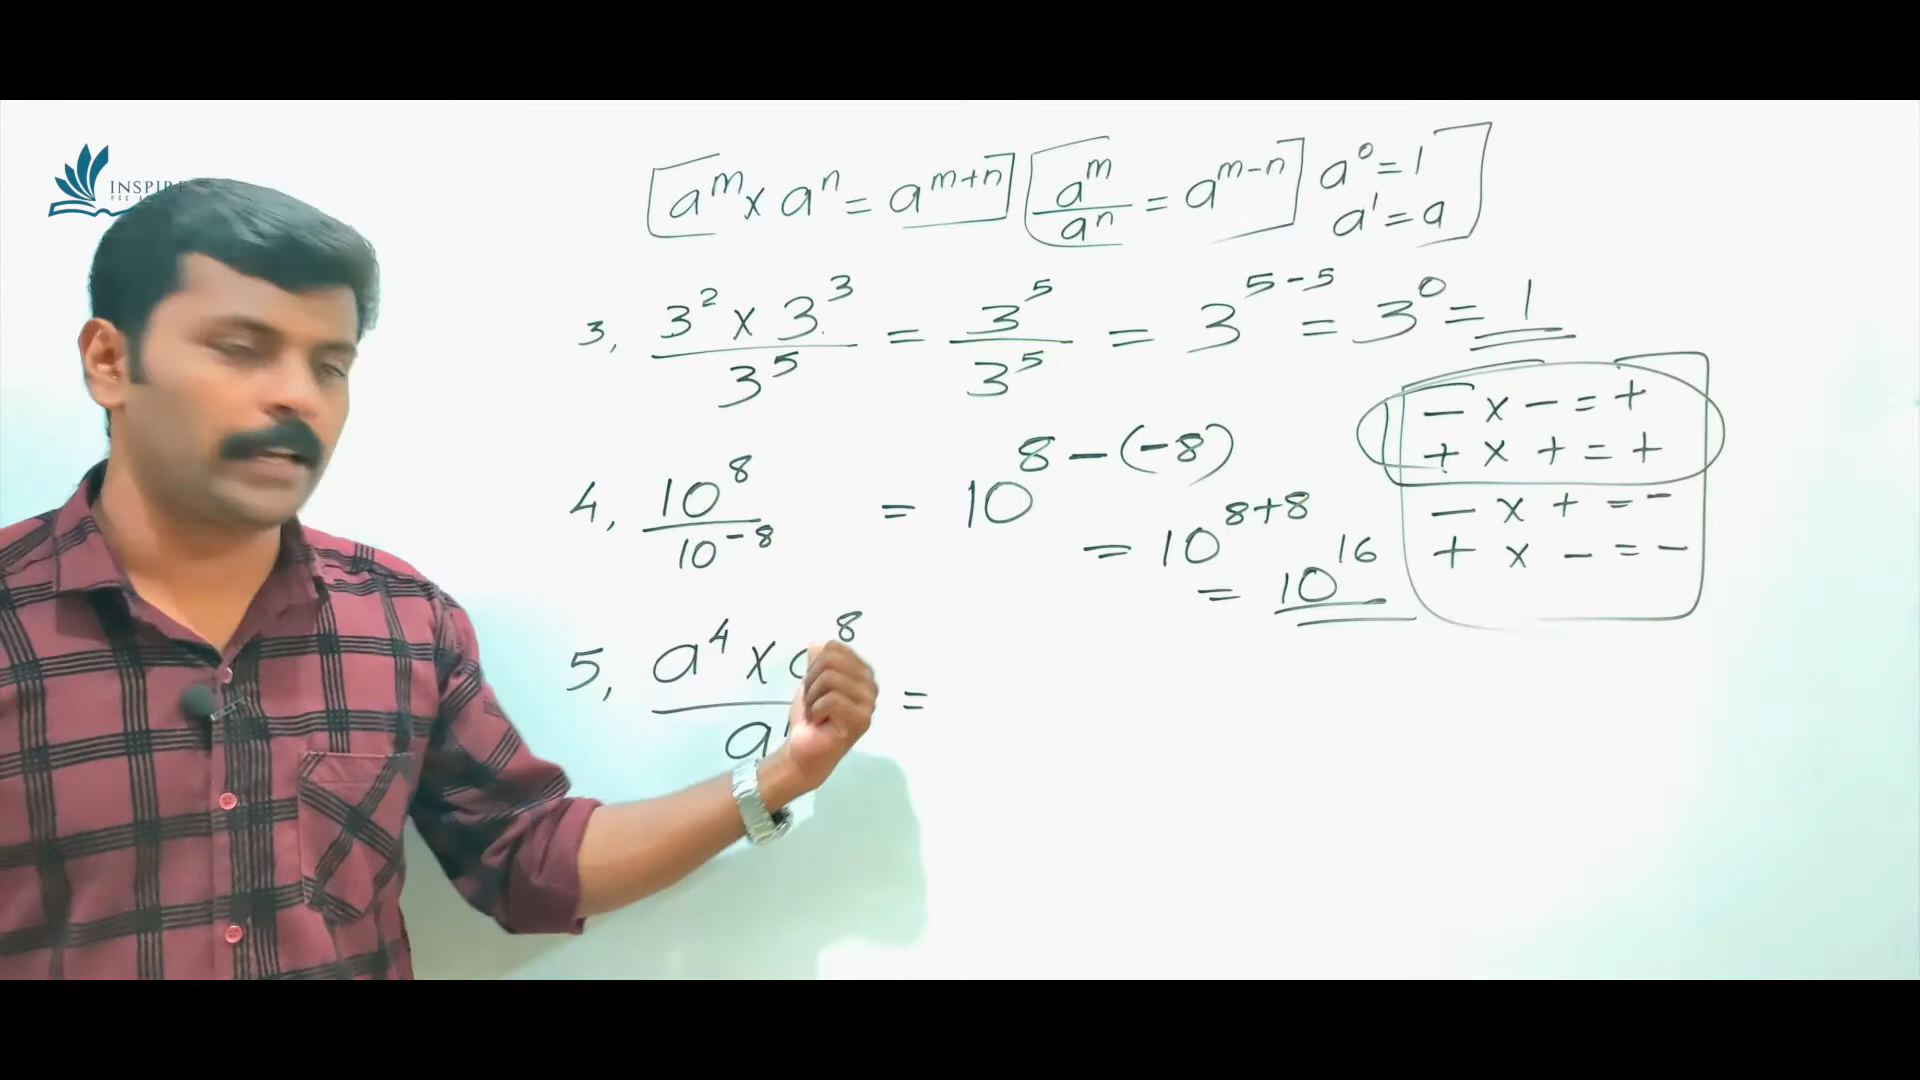 INSPIRE
a^m x a^n = a^(m+n) a^m/a^n = a^(m-n) a^0 = 1
a^1 = a
3, (3^2 x 3^3)/3^5 = 3^5/3^5 = 3^(5-5) = 3^0 = 1
- x - = +
+ x + = +
- x + = -
+ x - = -
4, 10^8/10^-8 = 10^(8-(-8))
= 10^(8+8)
= 10^16
5, a^4 x ^8 =
a